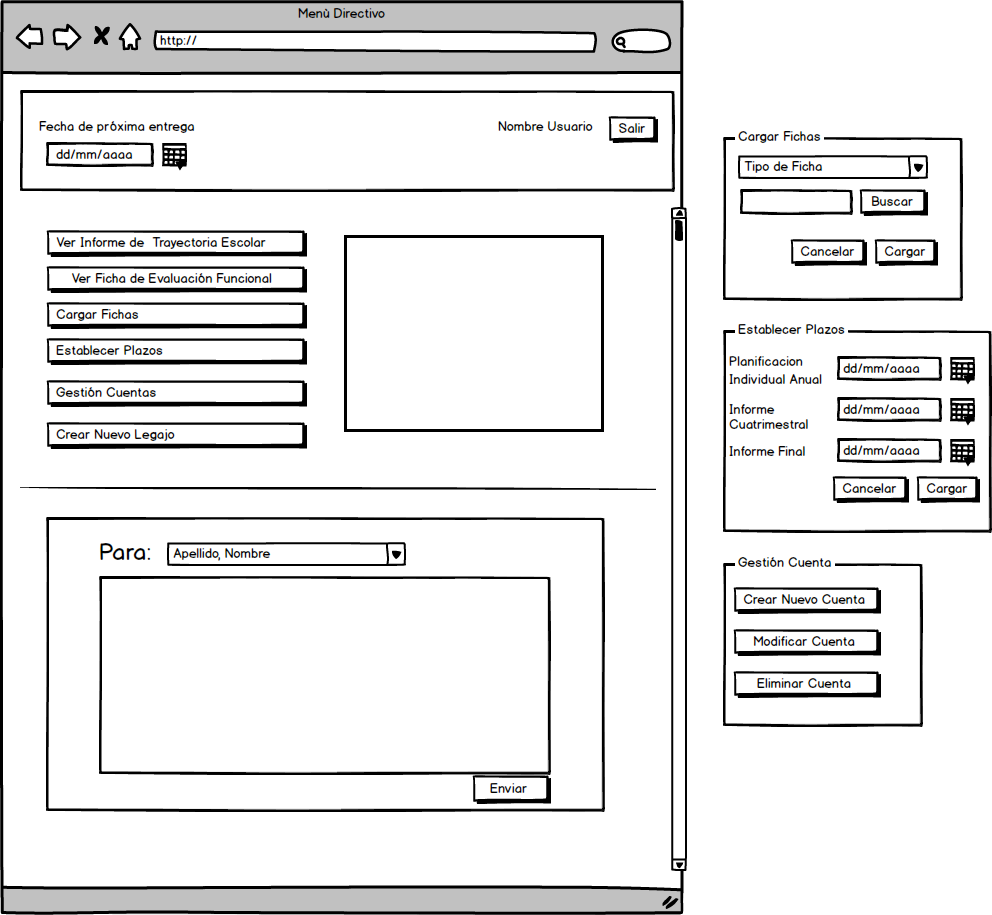 Menù Directivo
http://
Fecha de próxima entrega
Nombre Usuario
Salir
dd/mm/aaaa
Ver Informe de  Trayectoria Escolar
Ver Ficha de Evaluación Funcional
Cargar Fichas
Establecer Plazos
Gestión Cuentas
Crear Nuevo Legajo
Para:
Apellido, Nombre
Enviar
Cargar Fichas
Tipo de Ficha
Buscar
Cancelar
Cargar
Establecer Plazos
Planificacion
Individual Anual
dd/mm/aaaa
Informe
Cuatrimestral
dd/mm/aaaa
Informe Final
dd/mm/aaaa
Cancelar
Cargar
Gestión Cuenta
Crear Nuevo Cuenta
Modificar Cuenta
Eliminar Cuenta